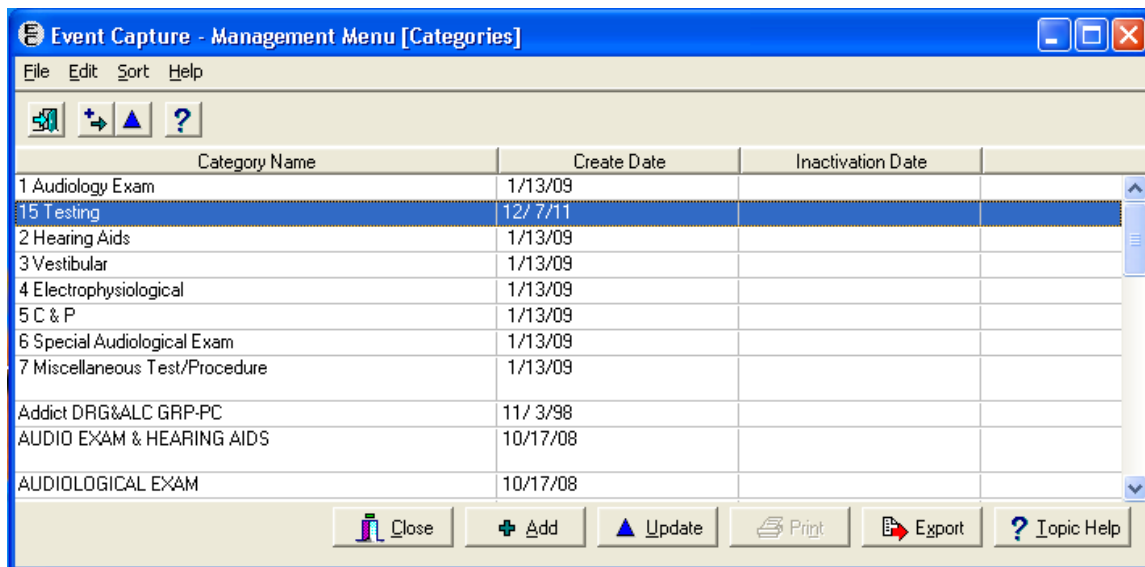 Event Capture - Management Menu [Categories]
File Edit Sort Help
Category Name Create Date Inactivation Date
1 Audiology Exam 1/13/09
15 Testing 12/ 7/11
2 Hearing Aids 1/13/09
3 Vestibular 1/13/09
4 Electrophysiological 1/13/09
5 C & P 1/13/09
6 Special Audiological Exam 1/13/09
7 Miscellaneous Test/Procedure 1/13/09
Addict DRG&ALC GRP-PC 11/ 3/98
AUDIO EXAM & HEARING AIDS 10/17/08
AUDIOLOGICAL EXAM 10/17/08
Close Add Update Print Export Topic Help